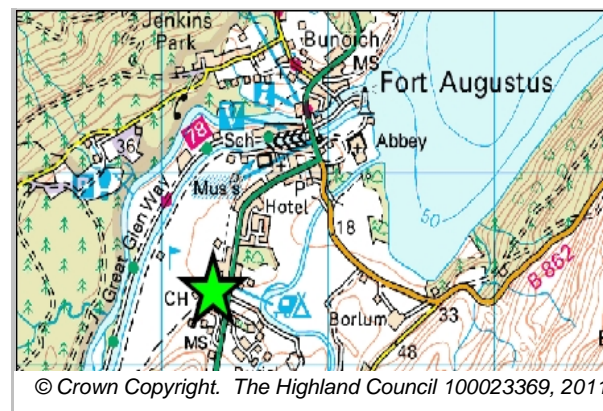 Jenkins
Park
Bunoich
MS
Fort Augustus
i
V
78
Sch
Abbey
36
Mus
P
Hotel
Great Glen Way
18
50
CH
B 862
Borlum
33
MS
48
© Crown Copyright. The Highland Council 100023369, 2011